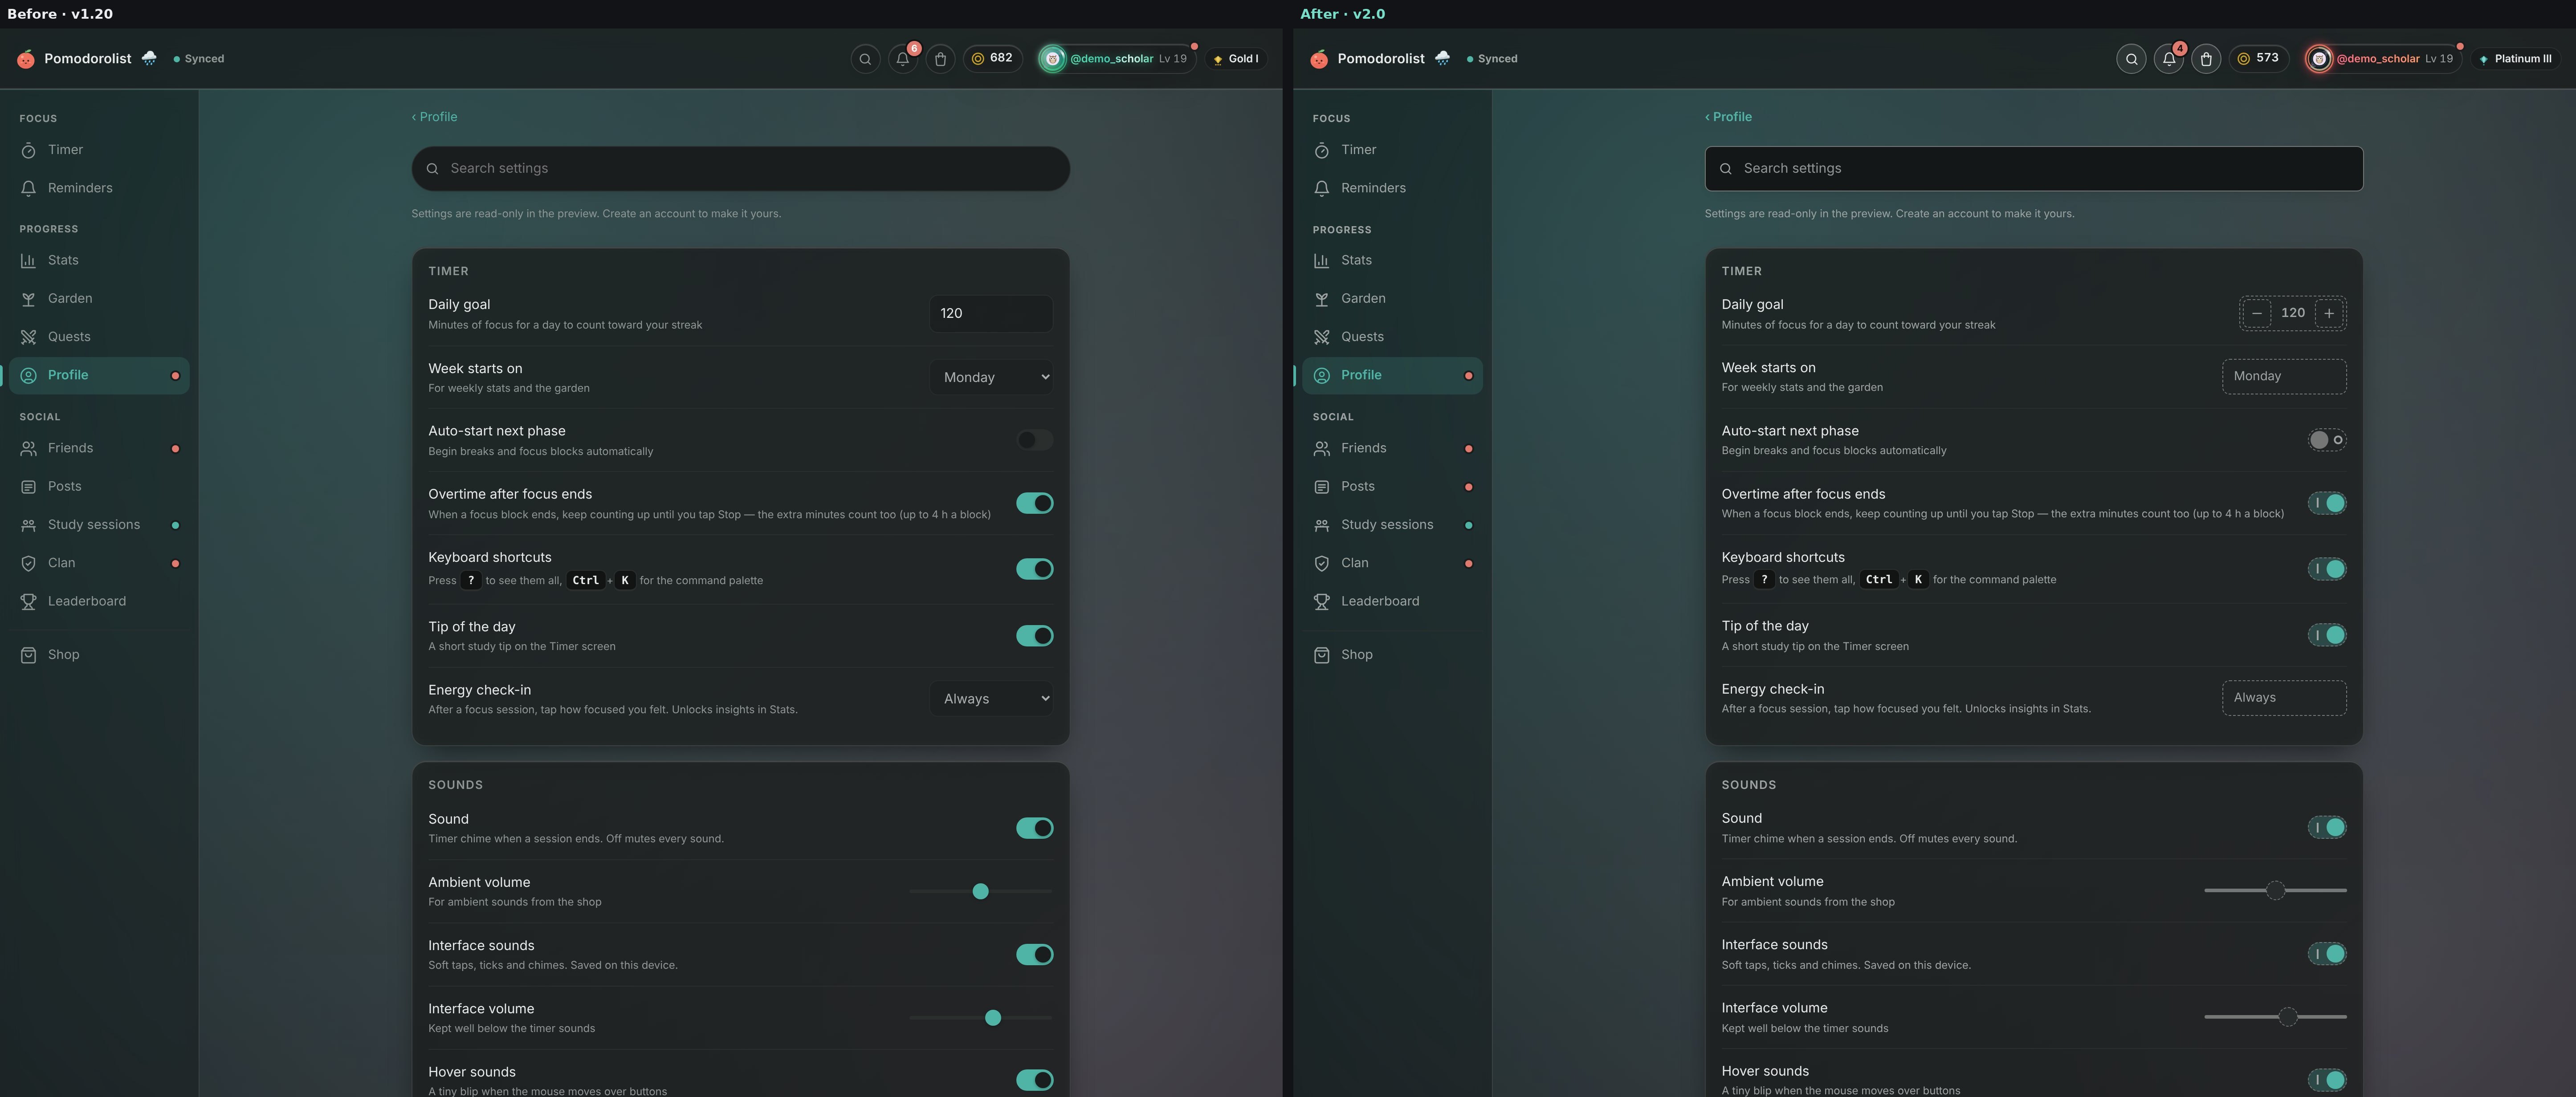 Before · v1.20
Pomodorolist
Synced
6
682
@demo_scholar Lv 19
Gold I
FOCUS
Timer
Reminders
PROGRESS
Stats
Garden
Quests
Profile
SOCIAL
Friends
Posts
Study sessions
Clan
Leaderboard
Shop
‹ Profile
Search settings
Settings are read-only in the preview. Create an account to make it yours.
TIMER
Daily goal
120
Minutes of focus for a day to count toward your streak
Week starts on
Monday
For weekly stats and the garden
Auto-start next phase
Begin breaks and focus blocks automatically
Overtime after focus ends
When a focus block ends, keep counting up until you tap Stop — the extra minutes count too (up to 4 h a block)
Keyboard shortcuts
Press ? to see them all, Ctrl + K for the command palette
Tip of the day
A short study tip on the Timer screen
Energy check-in
Always
After a focus session, tap how focused you felt. Unlocks insights in Stats.
SOUNDS
Sound
Timer chime when a session ends. Off mutes every sound.
Ambient volume
For ambient sounds from the shop
Interface sounds
Soft taps, ticks and chimes. Saved on this device.
Interface volume
Kept well below the timer sounds
Hover sounds
A tiny blip when the mouse moves over buttons
After · v2.0
Pomodorolist
Synced
4
573
@demo_scholar Lv 19
Platinum III
FOCUS
Timer
Reminders
PROGRESS
Stats
Garden
Quests
Profile
SOCIAL
Friends
Posts
Study sessions
Clan
Leaderboard
Shop
‹ Profile
Search settings
Settings are read-only in the preview. Create an account to make it yours.
TIMER
Daily goal
− 120 +
Minutes of focus for a day to count toward your streak
Week starts on
Monday
For weekly stats and the garden
Auto-start next phase
Begin breaks and focus blocks automatically
Overtime after focus ends
When a focus block ends, keep counting up until you tap Stop — the extra minutes count too (up to 4 h a block)
Keyboard shortcuts
Press ? to see them all, Ctrl + K for the command palette
Tip of the day
A short study tip on the Timer screen
Energy check-in
Always
After a focus session, tap how focused you felt. Unlocks insights in Stats.
SOUNDS
Sound
Timer chime when a session ends. Off mutes every sound.
Ambient volume
For ambient sounds from the shop
Interface sounds
Soft taps, ticks and chimes. Saved on this device.
Interface volume
Kept well below the timer sounds
Hover sounds
A tiny blip when the mouse moves over buttons